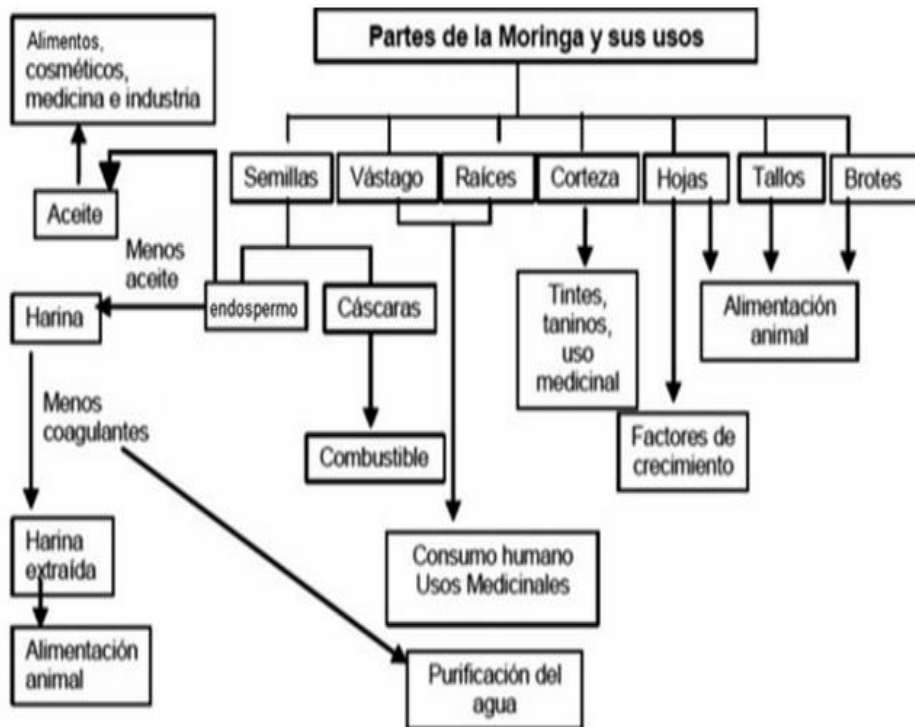 Partes de la Moringa y sus usos
Alimentos,
cosméticos,
medicina e industria
Semillas
Vástago
Raíces
Corteza
Hojas
Tallos
Brotes
Aceite
Menos
aceite
Harina
endospermo
Cáscaras
Tintes,
taninos,
uso
medicinal
Alimentación
animal
Menos
coagulantes
Combustible
Factores de
crecimiento
Harina
extraída
Consumo humano
Usos Medicinales
Alimentación
animal
Purificación del
agua